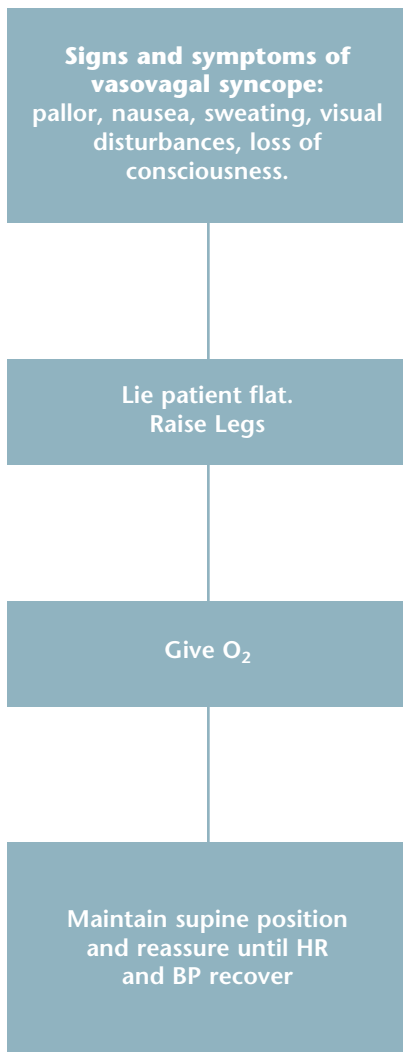 Signs and symptoms of
vasovagal syncope:
pallor, nausea, sweating, visual
disturbances, loss of
consciousness.
Lie patient flat.
Raise Legs
Give O₂
Maintain supine position
and reassure until HR
and BP recover